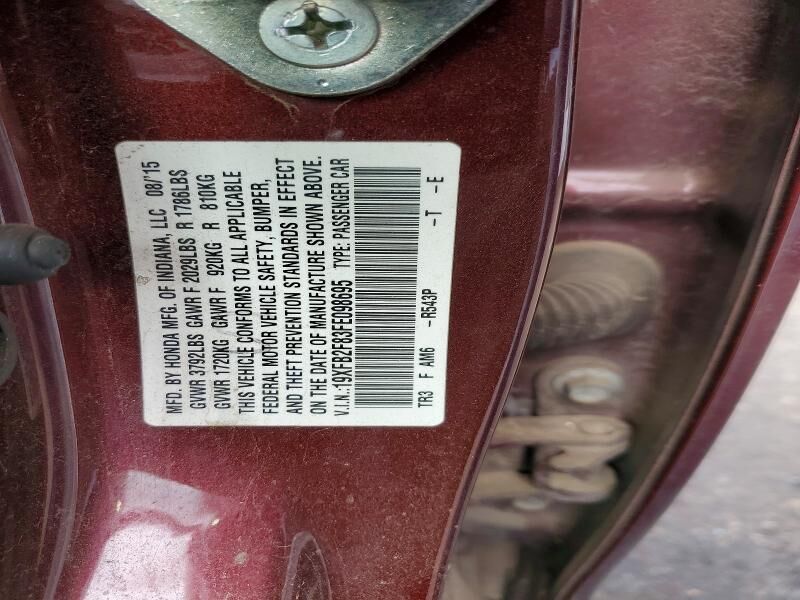 MFD. BY HONDA MFG. OF INDIANA, LLC 08/'15
GVWR 3792LBS GAWR F 2029LBS R 1786LBS
GVWR 1720KG GAWR F 920KG R 810KG
THIS VEHICLE CONFORMS TO ALL APPLICABLE
FEDERAL MOTOR VEHICLE SAFETY, BUMPER,
AND THEFT PREVENTION STANDARDS IN EFFECT
ON THE DATE OF MANUFACTURE SHOWN ABOVE.
V.I.N.:19XFB2F83FE098695 TYPE: PASSENGER CAR
TR3 F AM6 -R543P -T -E